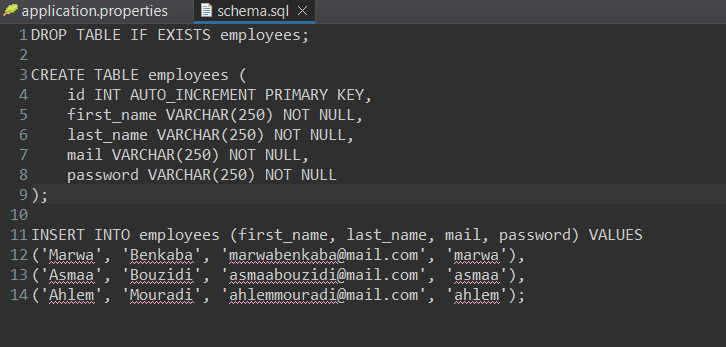 application.properties schema.sql
1 DROP TABLE IF EXISTS employees;
2
3 CREATE TABLE employees (
4     id INT AUTO_INCREMENT PRIMARY KEY,
5     first_name VARCHAR(250) NOT NULL,
6     last_name VARCHAR(250) NOT NULL,
7     mail VARCHAR(250) NOT NULL,
8     password VARCHAR(250) NOT NULL
9 );
10
11 INSERT INTO employees (first_name, last_name, mail, password) VALUES
12 ('Marwa', 'Benkaba', 'marwabenkaba@mail.com', 'marwa'),
13 ('Asmaa', 'Bouzidi', 'asmaabouzidi@mail.com', 'asmaa'),
14 ('Ahlem', 'Mouradi', 'ahlemmouradi@mail.com', 'ahlem');